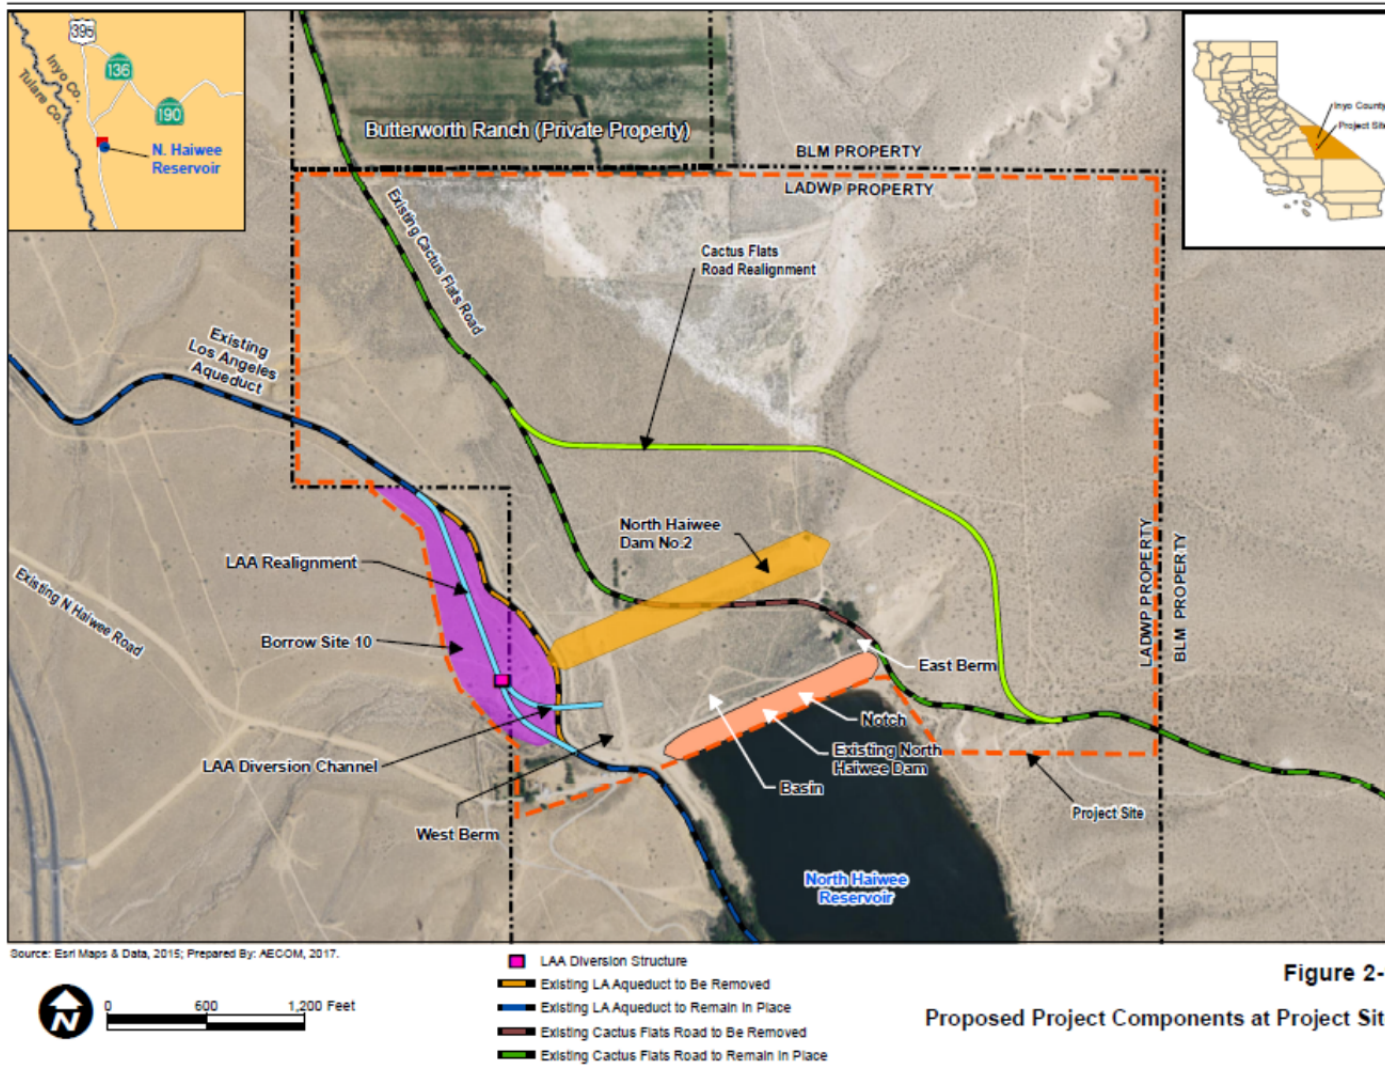 395
136
190
Inyo Co.
Tulare Co.
N. Haiwee
Reservoir
Butterworth Ranch (Private Property)
BLM PROPERTY
LADWP PROPERTY
Inyo County
Project Sit
Existing Cactus Flats Road
Cactus Flats
Road Realignment
Existing
Los Angeles
Aqueduct
North Haiwee
Dam No.2
LAA Realignment
Existing N Haiwee Road
Borrow Site 10
LADWP PROPERTY
BLM PROPERTY
East Berm
Notch
LAA Diversion Channel
Existing North
Haiwee Dam
Basin
Project Site
West Berm
North Haiwee
Reservoir
Source: Esri Maps & Data, 2015; Prepared By: AECOM, 2017.
N
0 600 1,200 Feet
LAA Diversion Structure
Existing LA Aqueduct to Be Removed
Existing LA Aqueduct to Remain In Place
Existing Cactus Flats Road to Be Removed
Existing Cactus Flats Road to Remain In Place
Figure 2-
Proposed Project Components at Project Sit